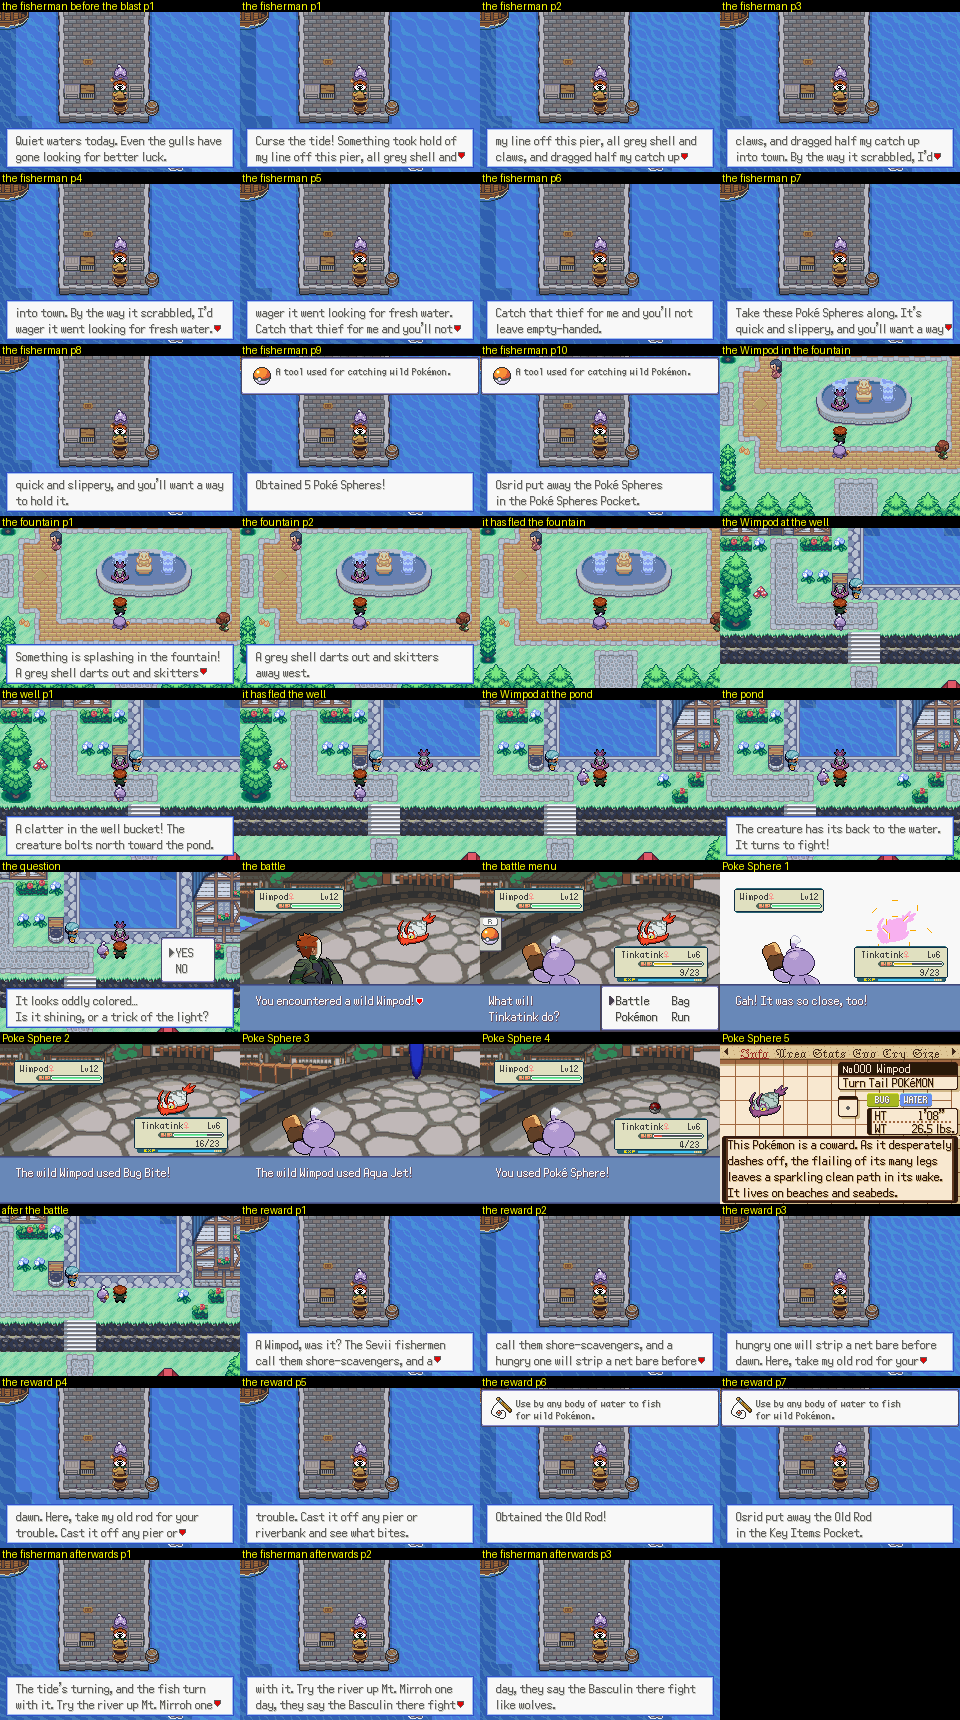 the fisherman before the blast p1
Quiet waters today. Even the gulls have
gone looking for better luck.
the fisherman p1
Curse the tide! Something took hold of
my line off this pier, all grey shell and
the fisherman p2
my line off this pier, all grey shell and
claws, and dragged half my catch up
the fisherman p3
claws, and dragged half my catch up
into town. By the way it scrabbled, I'd
the fisherman p4
into town. By the way it scrabbled, I'd
wager it went looking for fresh water.
the fisherman p5
wager it went looking for fresh water.
Catch that thief for me and you'll not
the fisherman p6
Catch that thief for me and you'll not
leave empty-handed.
the fisherman p7
Take these Poké Spheres along. It's
quick and slippery, and you'll want a way
the fisherman p8
quick and slippery, and you'll want a way
to hold it.
the fisherman p9
A tool used for catching wild Pokémon.
Obtained 5 Poké Spheres!
the fisherman p10
A tool used for catching wild Pokémon.
Osrid put away the Poké Spheres
in the Poké Spheres Pocket.
the Wimpod in the fountain
the fountain p1
Something is splashing in the fountain!
A grey shell darts out and skitters
the fountain p2
A grey shell darts out and skitters
away west.
it has fled the fountain
the Wimpod at the well
the well p1
A clatter in the well bucket! The
creature bolts north toward the pond.
it has fled the well
the Wimpod at the pond
the pond
The creature has its back to the water.
It turns to fight!
the question
YES
NO
It looks oddly colored...
Is it shining, or a trick of the light?
the battle
Wimpod♀ Lv12
You encountered a wild Wimpod!
the battle menu
Wimpod♀ Lv12
R
Tinkatink♀ Lv6
9/23
EXP
What will
Tinkatink do?
Battle Bag
Pokémon Run
Poke Sphere 1
Wimpod♀ Lv12
Tinkatink♀ Lv6
9/23
EXP
Gah! It was so close, too!
Poke Sphere 2
Wimpod♀ Lv12
Tinkatink♀ Lv6
16/23
EXP
The wild Wimpod used Bug Bite!
Poke Sphere 3
Wimpod♀ Lv12
The wild Wimpod used Aqua Jet!
Poke Sphere 4
Wimpod♀ Lv12
Tinkatink♀ Lv6
4/23
EXP
You used Poké Sphere!
Poke Sphere 5
Info Area Stats Evo Cry Size
No000 Wimpod
Turn Tail POKéMON
BUG WATER
HT 1'08"
WT 26.5 lbs.
This Pokémon is a coward. As it desperately
dashes off, the flailing of its many legs
leaves a sparkling clean path in its wake.
It lives on beaches and seabeds.
after the battle
the reward p1
A Wimpod, was it? The Sevii fishermen
call them shore-scavengers, and a
the reward p2
call them shore-scavengers, and a
hungry one will strip a net bare before
the reward p3
hungry one will strip a net bare before
dawn. Here, take my old rod for your
the reward p4
dawn. Here, take my old rod for your
trouble. Cast it off any pier or
the reward p5
trouble. Cast it off any pier or
riverbank and see what bites.
the reward p6
Use by any body of water to fish
for wild Pokémon.
Obtained the Old Rod!
the reward p7
Use by any body of water to fish
for wild Pokémon.
Osrid put away the Old Rod
in the Key Items Pocket.
the fisherman afterwards p1
The tide's turning, and the fish turn
with it. Try the river up Mt. Mirroh one
the fisherman afterwards p2
with it. Try the river up Mt. Mirroh one
day, they say the Basculin there fight
the fisherman afterwards p3
day, they say the Basculin there fight
like wolves.